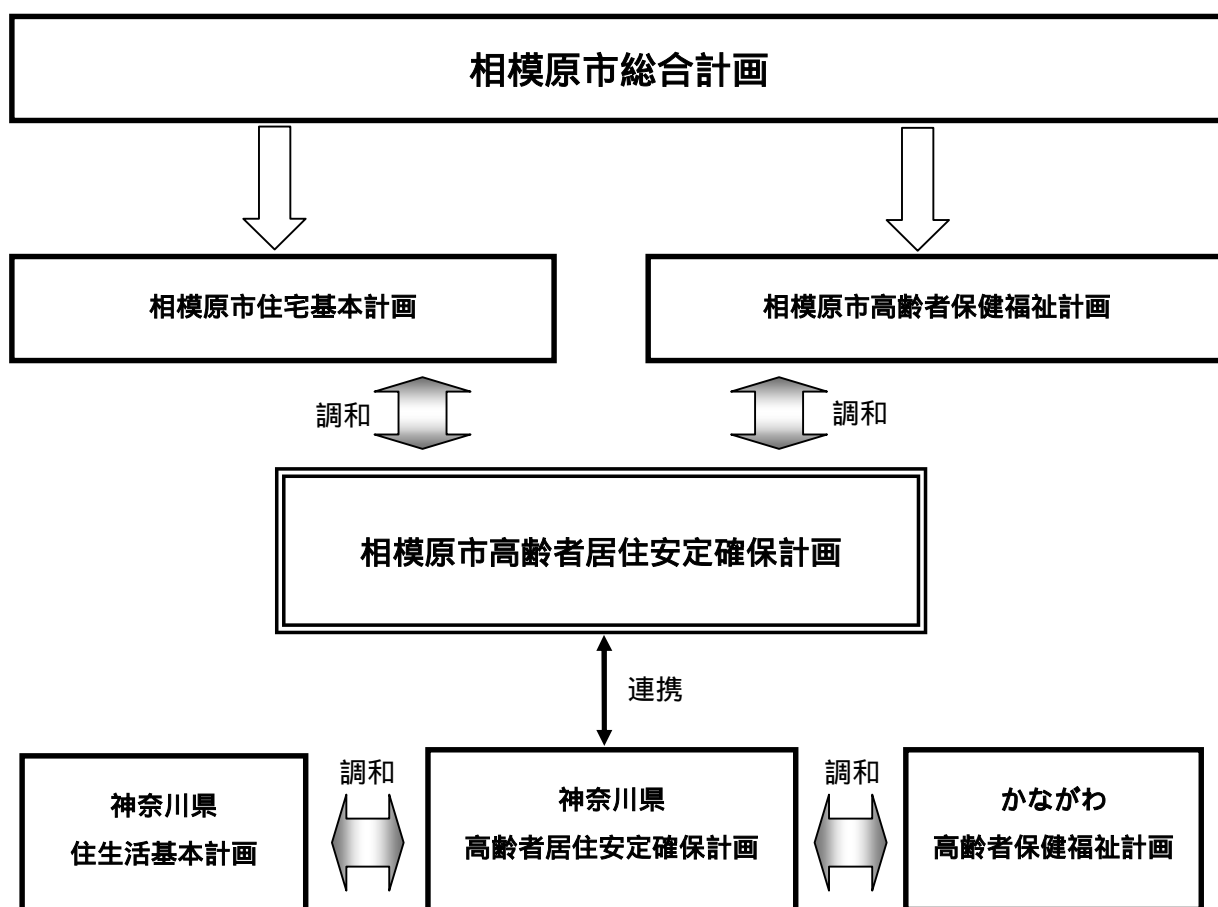 相模原市総合計画
相模原市住宅基本計画
相模原市高齢者保健福祉計画
調和
調和
相模原市高齢者居住安定確保計画
連携
神奈川県
住生活基本計画
調和
神奈川県
高齢者居住安定確保計画
調和
かながわ
高齢者保健福祉計画